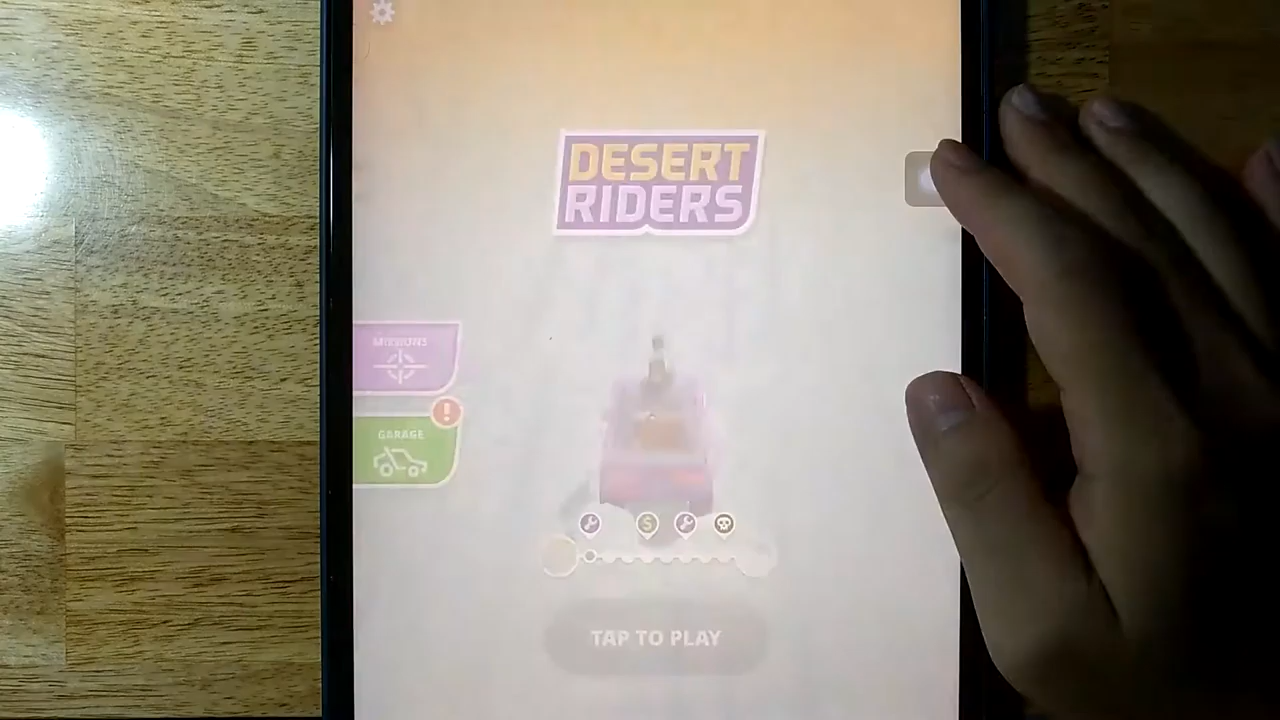 DESERT
RIDERS
MISSIONS
!
GARAGE
$
TAP TO PLAY